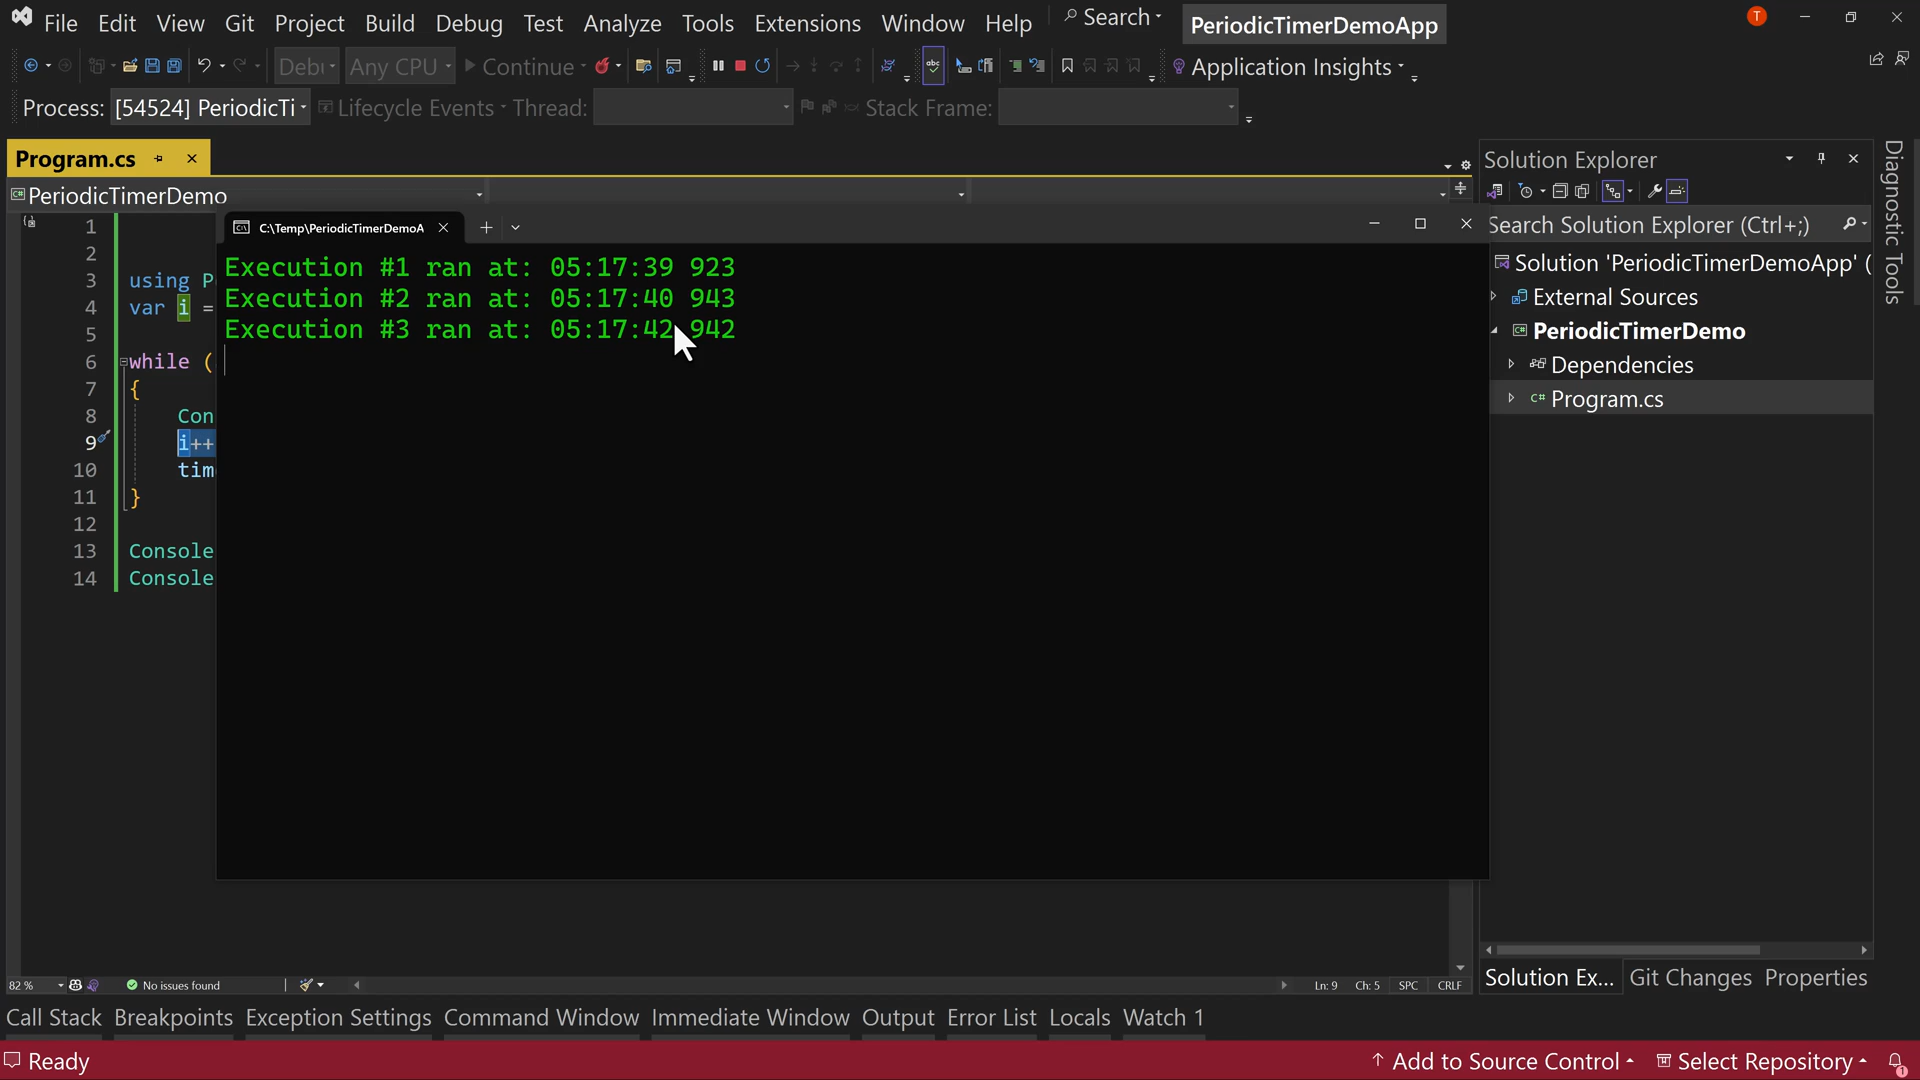 File Edit View Git Project Build Debug Test Analyze Tools Extensions Window Help Search PeriodicTimerDemoApp T
Debu Any CPU Continue abc Application Insights
Process: [54524] PeriodicTi Lifecycle Events Thread: Stack Frame:
Program.cs
PeriodicTimerDemo
C:\Temp\PeriodicTimerDemoA
Execution #1 ran at: 05:17:39 923
Execution #2 ran at: 05:17:40 943
Execution #3 ran at: 05:17:42 942
1
2
3 using P
4 var i =
5
6 while (
7 {
8 Con
9 i++
10 tim
11 }
12
13 Console
14 Console
Solution Explorer
Search Solution Explorer (Ctrl+;)
Solution 'PeriodicTimerDemoApp' (
External Sources
C# PeriodicTimerDemo
Dependencies
C# Program.cs
Diagnostic Tools
82 % No issues found Ln: 9 Ch: 5 SPC CRLF
Solution Ex... Git Changes Properties
Call Stack Breakpoints Exception Settings Command Window Immediate Window Output Error List Locals Watch 1
Ready Add to Source Control Select Repository 1